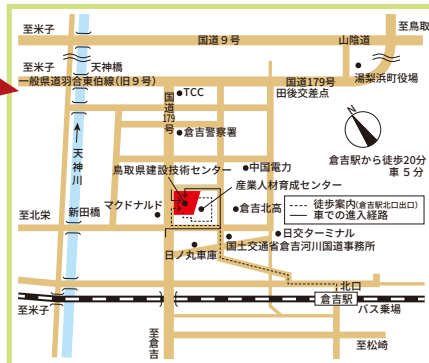 至米子
国道9号
山陰道
至鳥取
至米子
天神橋
一般県道羽合東伯線(旧9号)
国道179号
田後交差点
湯梨浜町役場
国道179号
TCC
倉吉警察署
N
倉吉駅から徒歩20分
車5分
天神川
鳥取県建設技術センター
中国電力
産業人材育成センター
マクドナルド
倉吉北高
徒歩案内(倉吉駅北口出口)
車での進入経路
至北栄
新田橋
日交ターミナル
国土交通省倉吉河川国道事務所
日ノ丸車庫
北口
倉吉駅
至米子
バス乗場
至倉吉
至松崎